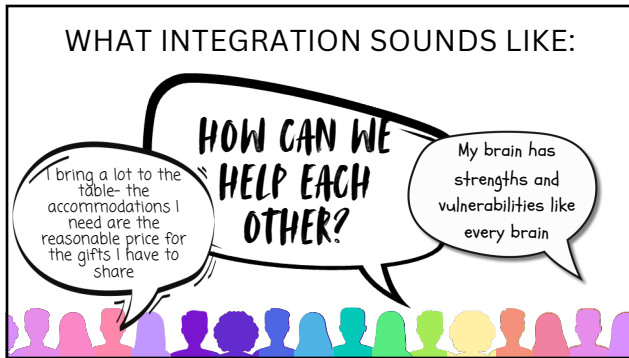 WHAT INTEGRATION SOUNDS LIKE:
HOW CAN WE
HELP EACH
OTHER?
I bring a lot to the
table- the
accommodations I
need are the
reasonable price for
the gifts I have to
share
My brain has
strengths and
vulnerabilities like
every brain